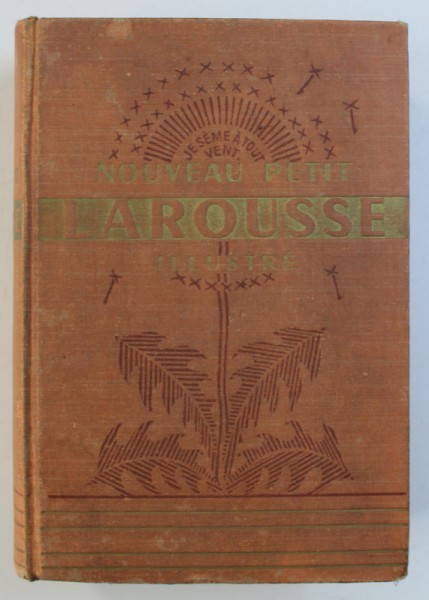 JE SÈME À TOUT
VENT
NOUVEAU PETIT
LAROUSSE
ILLUSTRÉ